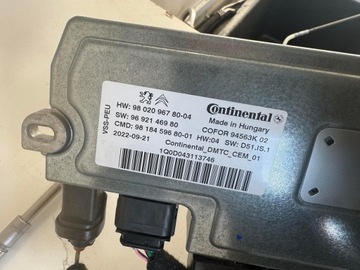 Continental
Made in Hungary
HW: 98 020 967 80-04
COFOR 94563K 02
SW: 96 921 469 80
HW:04 SW: D51.IS.1
CMD: 98 184 596 80-01
2022-09-21
Continental_DMTC_CEM_01
1Q0D043113746
VSS-PEU